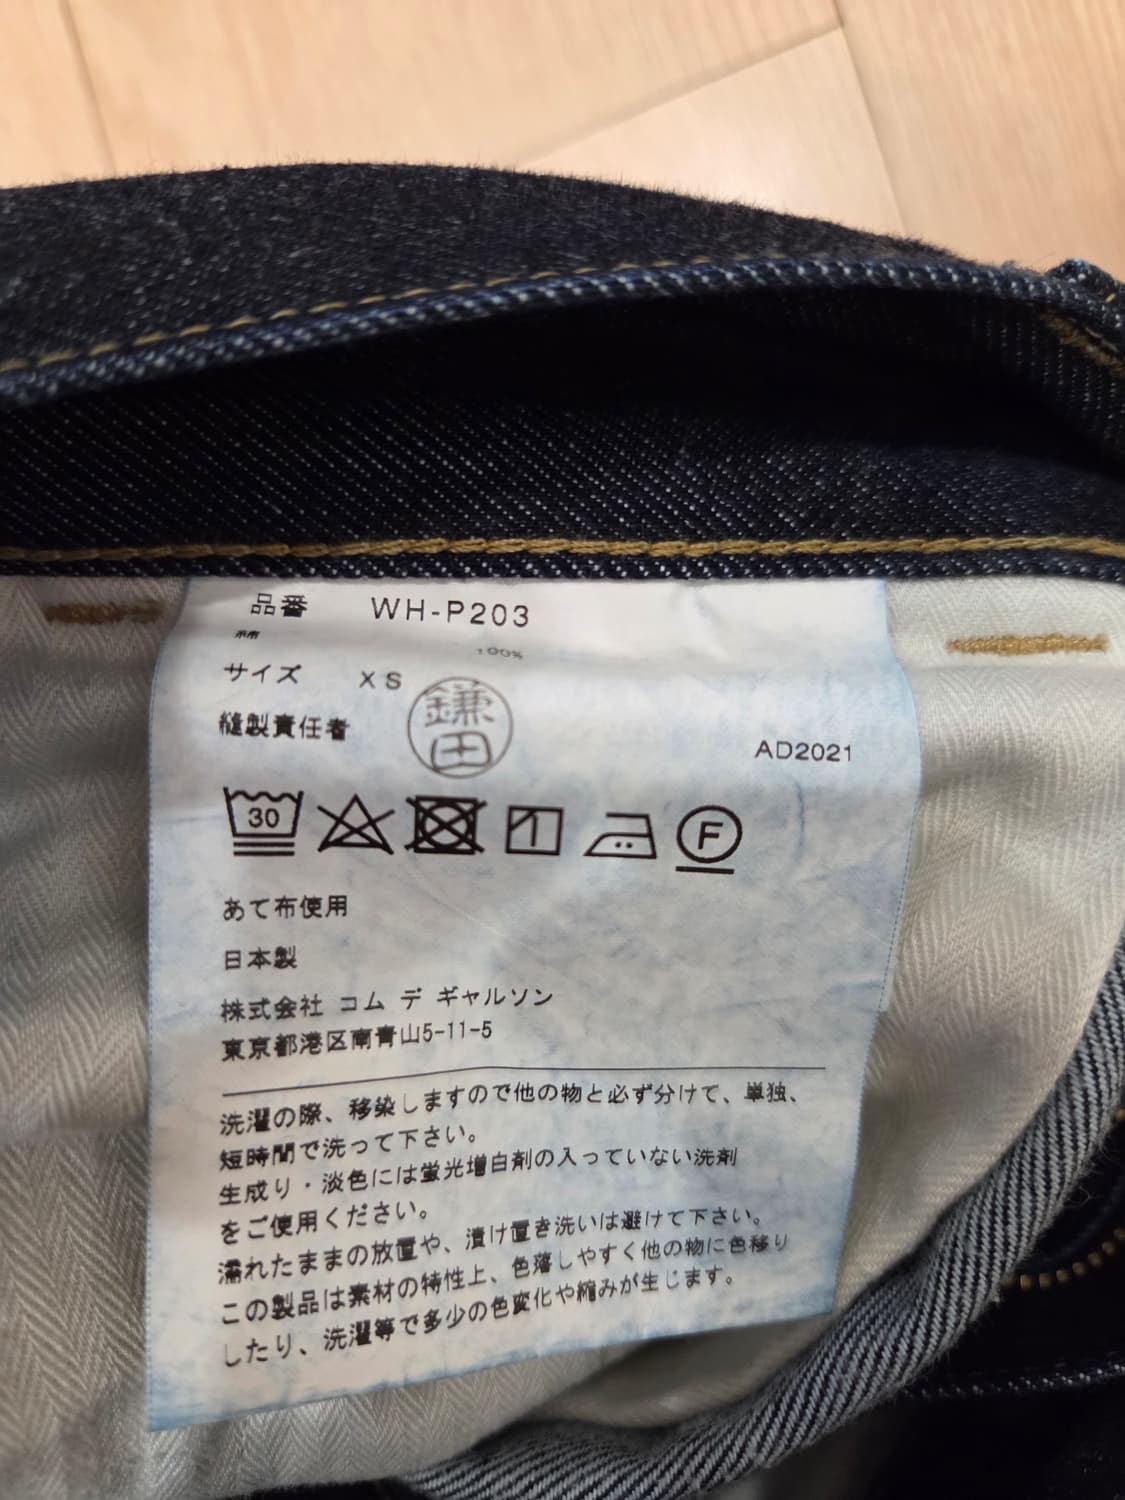 品番 WH-P203
綿 100%
サイズ XS
縫製責任者 鎌田
AD2021
30 F
あて布使用
日本製
株式会社 コム デ ギャルソン
東京都港区南青山5-11-5
洗濯の際、移染しますので他の物と必ず分けて、単独、
短時間で洗って下さい。
生成り・淡色には蛍光増白剤の入っていない洗剤
をご使用ください。
濡れたままの放置や、漬け置き洗いは避けて下さい。
この製品は素材の特性上、色落しやすく他の物に色移り
したり、洗濯等で多少の色変化や縮みが生じます。